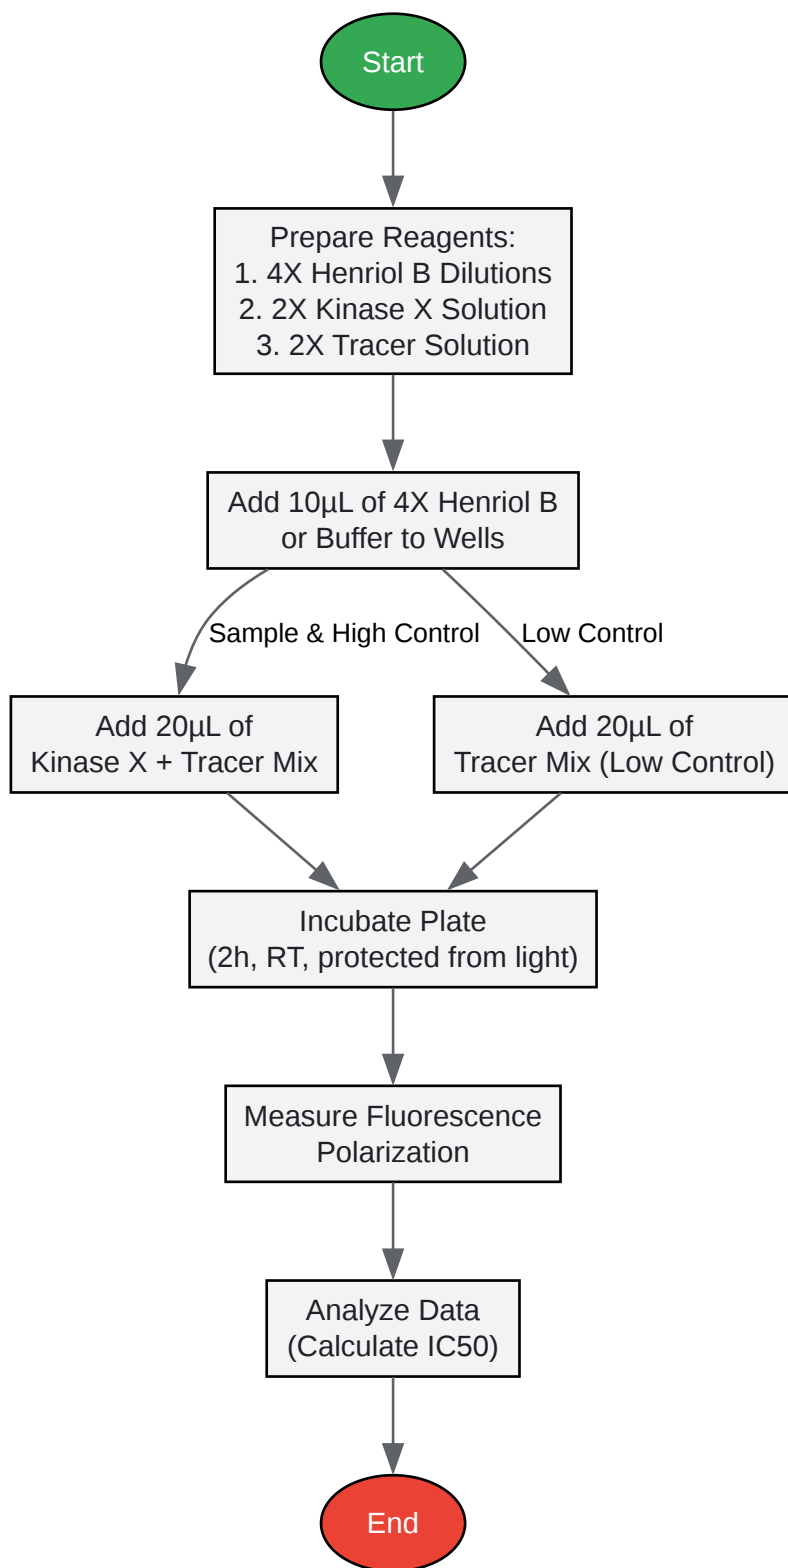 Start
Prepare Reagents:
1. 4X Henriol B Dilutions
2. 2X Kinase X Solution
3. 2X Tracer Solution
Add 10µL of 4X Henriol B
or Buffer to Wells
Sample & High Control
Low Control
Add 20µL of
Kinase X + Tracer Mix
Add 20µL of
Tracer Mix (Low Control)
Incubate Plate
(2h, RT, protected from light)
Measure Fluorescence
Polarization
Analyze Data
(Calculate IC50)
End